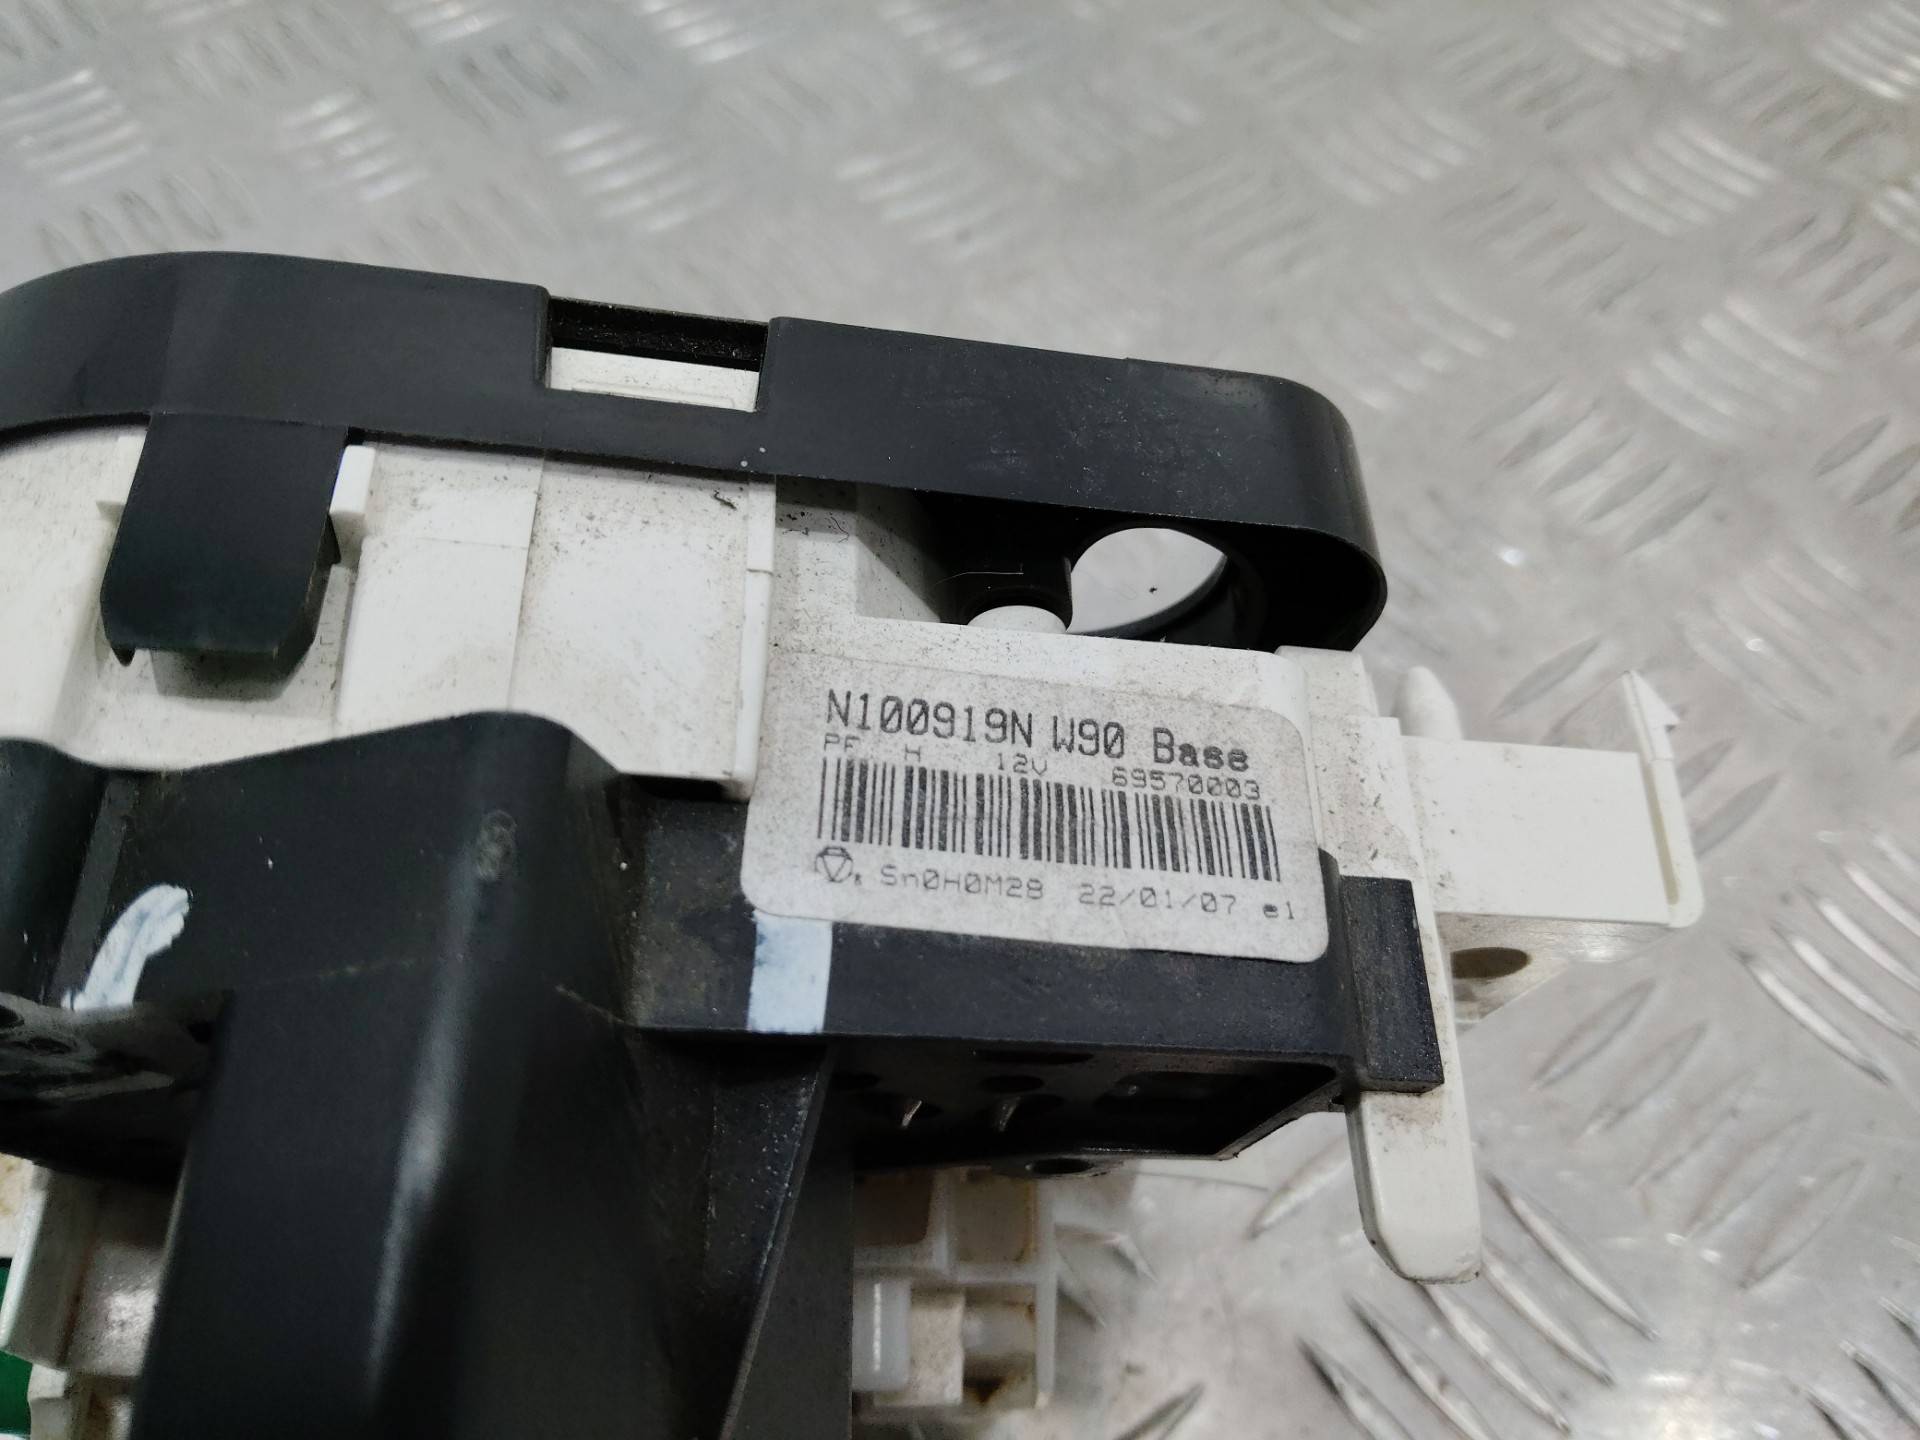 N100919N W90 Base
PF H 12V 69570003
Sn0H0M28 22/01/07 e1